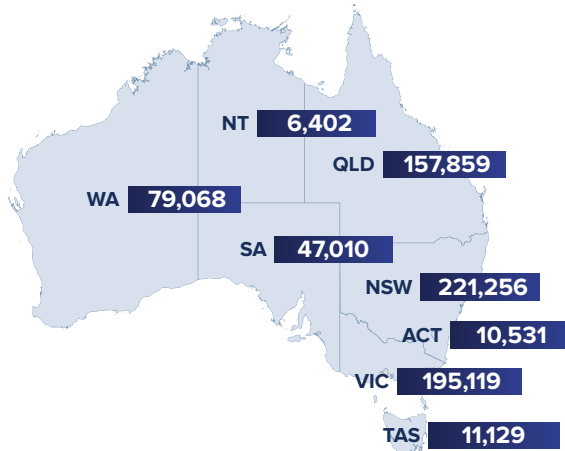 NT 6,402
QLD 157,859
WA 79,068
SA 47,010
NSW 221,256
ACT 10,531
VIC 195,119
TAS 11,129